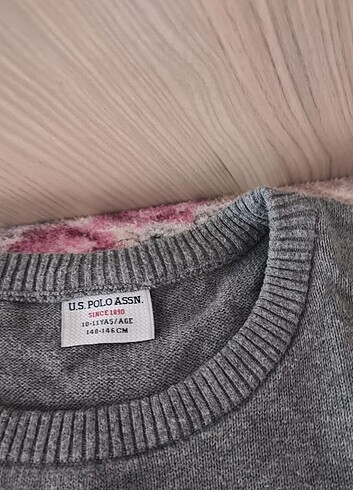 U.S. POLO ASSN.
SINCE 1890
10-11 YAŞ/AGE
140-146 CM